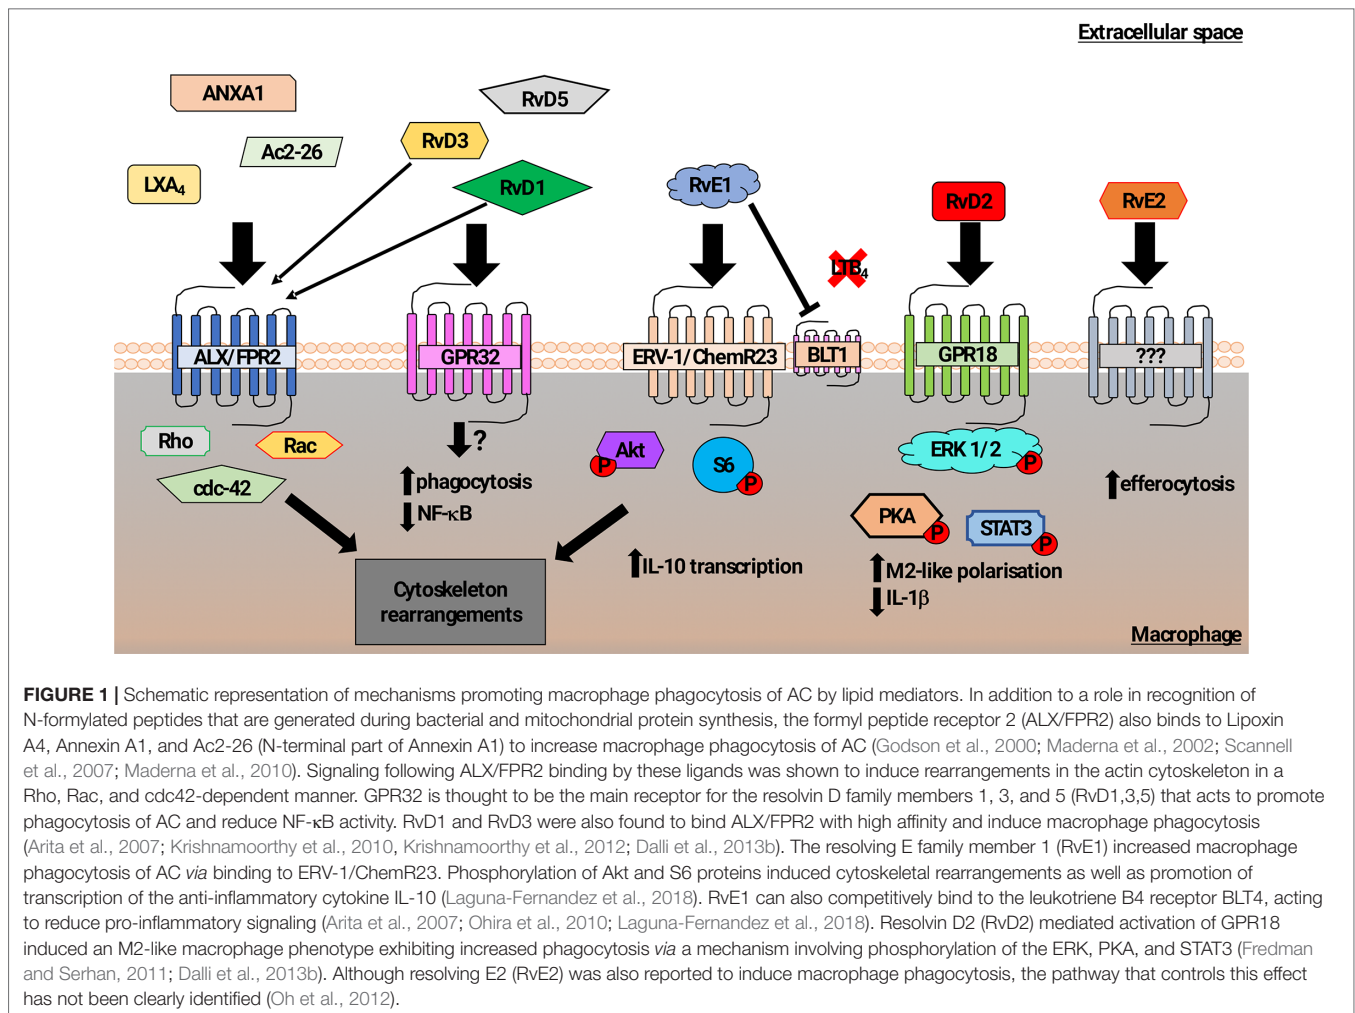 Extracellular space
ANXA1
RvD5
Ac2-26
RvD3
LXA4
RvD1
RvE1
RvD2
RvE2
LTB4
ALX/FPR2
GPR32
ERV-1/ChemR23
BLT1
GPR18
???
Rho
Rac
cdc-42
?
phagocytosis
NF-κB
Akt
P
S6
P
ERK 1/2
P
PKA
P
STAT3
P
efferocytosis
Cytoskeleton
rearrangements
IL-10 transcription
M2-like polarisation
IL-1β
Macrophage
FIGURE 1 | Schematic representation of mechanisms promoting macrophage phagocytosis of AC by lipid mediators. In addition to a role in recognition of
N-formylated peptides that are generated during bacterial and mitochondrial protein synthesis, the formyl peptide receptor 2 (ALX/FPR2) also binds to Lipoxin
A4, Annexin A1, and Ac2-26 (N-terminal part of Annexin A1) to increase macrophage phagocytosis of AC (Godson et al., 2000; Maderna et al., 2002; Scannell
et al., 2007; Maderna et al., 2010). Signaling following ALX/FPR2 binding by these ligands was shown to induce rearrangements in the actin cytoskeleton in a
Rho, Rac, and cdc42-dependent manner. GPR32 is thought to be the main receptor for the resolvin D family members 1, 3, and 5 (RvD1,3,5) that acts to promote
phagocytosis of AC and reduce NF-κB activity. RvD1 and RvD3 were also found to bind ALX/FPR2 with high affinity and induce macrophage phagocytosis
(Arita et al., 2007; Krishnamoorthy et al., 2010, Krishnamoorthy et al., 2012; Dalli et al., 2013b). The resolving E family member 1 (RvE1) increased macrophage
phagocytosis of AC via binding to ERV-1/ChemR23. Phosphorylation of Akt and S6 proteins induced cytoskeletal rearrangements as well as promotion of
transcription of the anti-inflammatory cytokine IL-10 (Laguna-Fernandez et al., 2018). RvE1 can also competitively bind to the leukotriene B4 receptor BLT4, acting
to reduce pro-inflammatory signaling (Arita et al., 2007; Ohira et al., 2010; Laguna-Fernandez et al., 2018). Resolvin D2 (RvD2) mediated activation of GPR18
induced an M2-like macrophage phenotype exhibiting increased phagocytosis via a mechanism involving phosphorylation of the ERK, PKA, and STAT3 (Fredman
and Serhan, 2011; Dalli et al., 2013b). Although resolving E2 (RvE2) was also reported to induce macrophage phagocytosis, the pathway that controls this effect
has not been clearly identified (Oh et al., 2012).